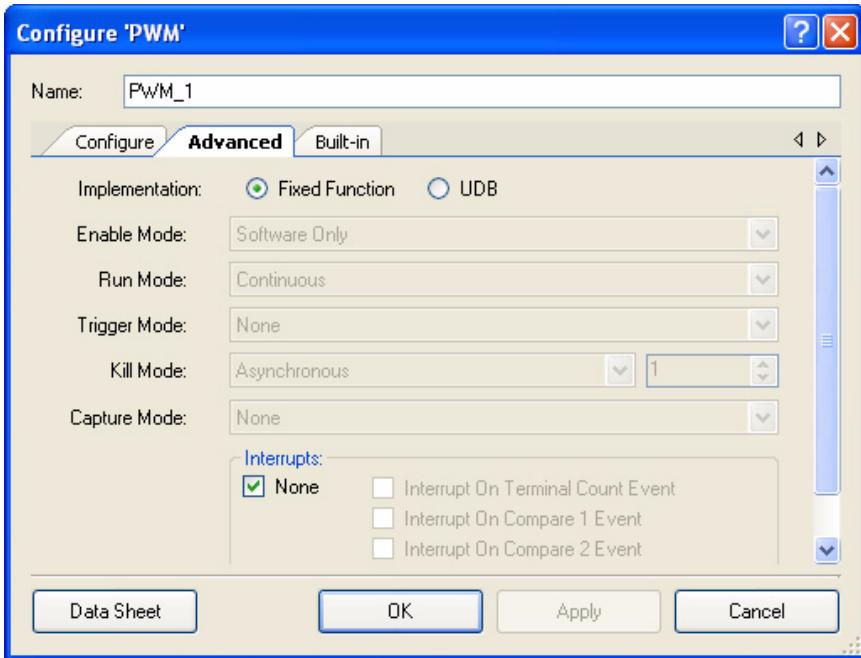 Configure 'PWM'
Name: PWM_1
Configure Advanced Built-in
Implementation: Fixed Function UDB
Enable Mode: Software Only
Run Mode: Continuous
Trigger Mode: None
Kill Mode: Asynchronous 1
Capture Mode: None
Interrupts:
None Interrupt On Terminal Count Event
Interrupt On Compare 1 Event
Interrupt On Compare 2 Event
Data Sheet OK Apply Cancel